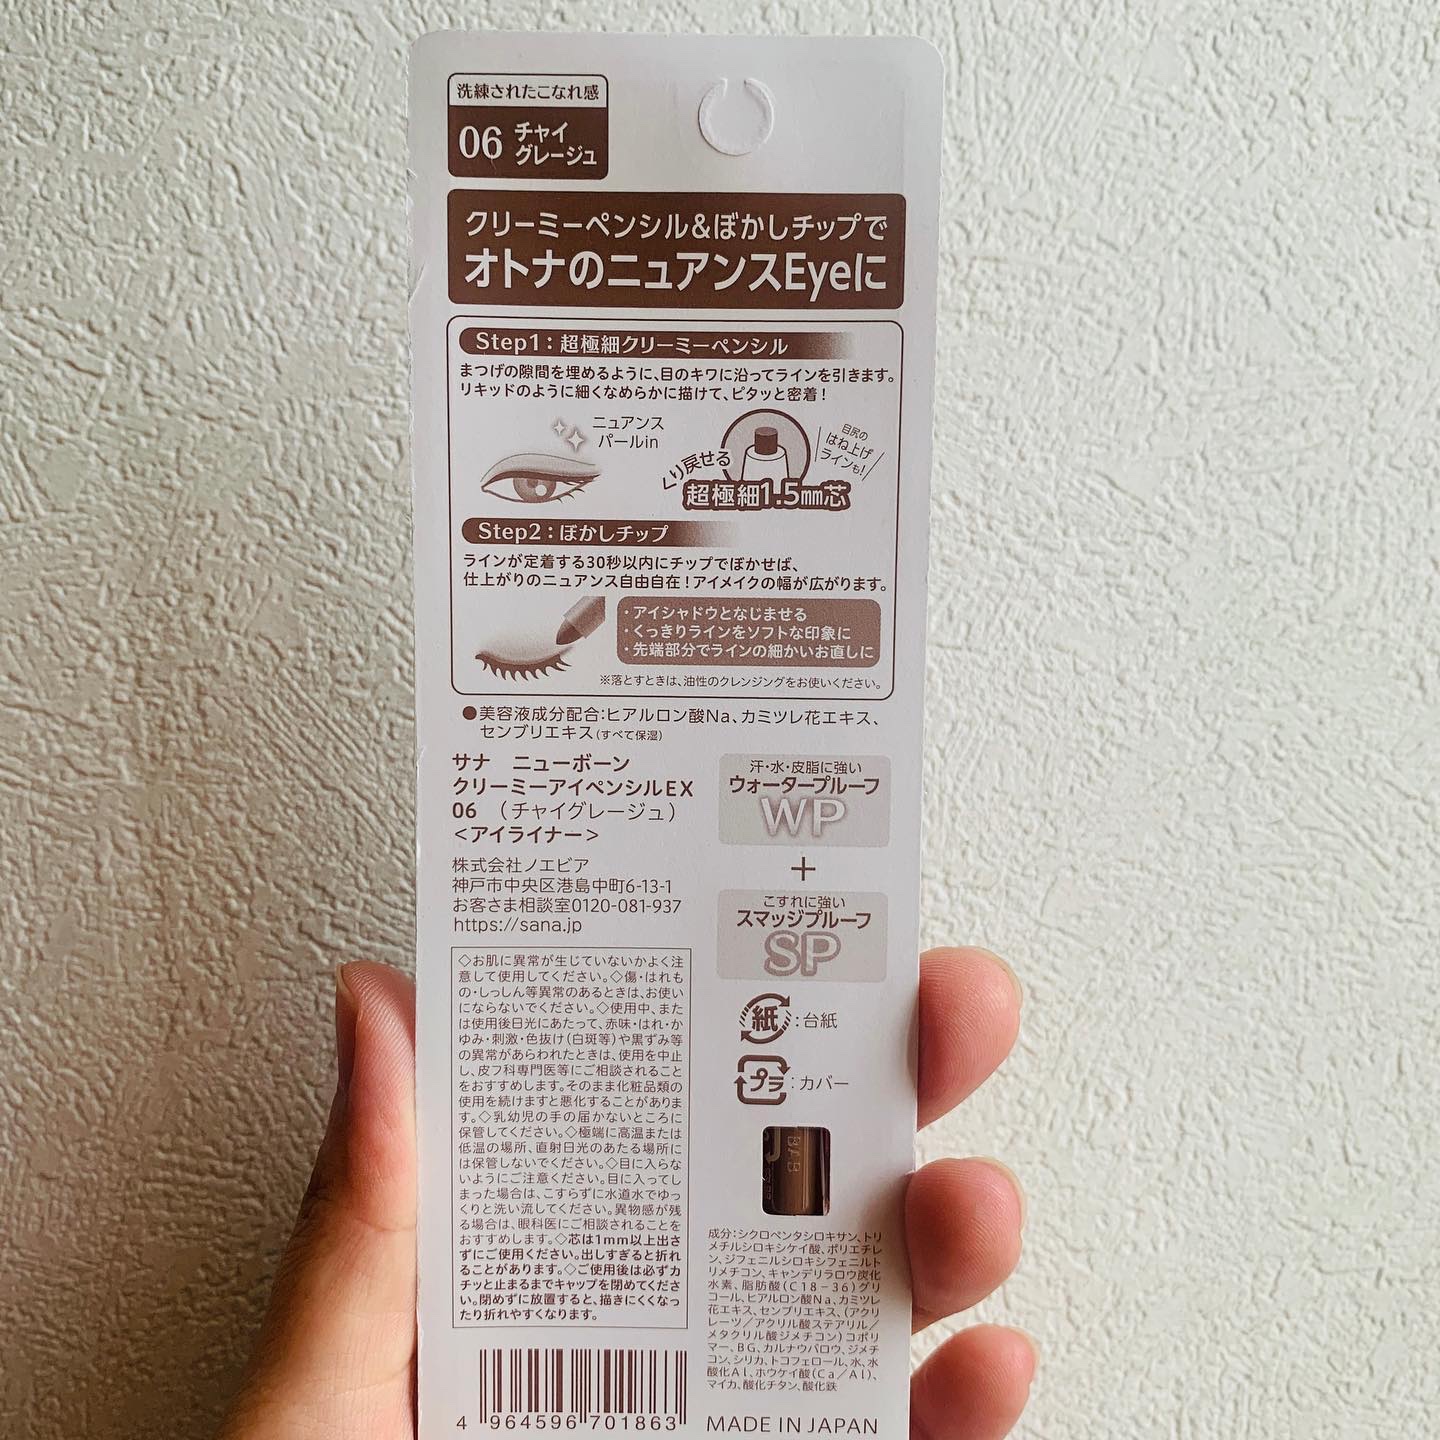 洗練されたこなれ感
06 チャイ
グレージュ
クリーミーペンシル&ぼかしチップで
オトナのニュアンスEyeに
Step1:超極細クリーミーペンシル
まつげの隙間を埋めるように、目のキワに沿ってラインを引きます。
リキッドのように細くなめらかに描けて、ピタッと密着!
ニュアンス
パールin
くり戻せる
超極細1.5mm芯
目尻の
はね上げ
ラインも!
Step2:ぼかしチップ
ラインが定着する30秒以内にチップでぼかせば、
仕上がりのニュアンス自由自在!アイメイクの幅が広がります。
・アイシャドウとなじませる
・くっきりラインをソフトな印象に
・先端部分でラインの細かいお直しに
※落とすときは、油性のクレンジングをお使いください。
●美容液成分配合:ヒアルロン酸Na、カミツレ花エキス、
センブリエキス(すべて保湿)
サナ ニューボーン
クリーミーアイペンシルEX
06 (チャイグレージュ)
<アイライナー>
株式会社ノエビア
神戸市中央区港島中町6-13-1
お客さま相談室0120-081-937
https://sana.jp
汗・水・皮脂に強い
ウォータープルーフ
WP
+
こすれに強い
スマッジプルーフ
SP
紙:台紙
プラ:カバー
◇お肌に異常が生じていないかよく注
意して使用してください。◇傷・はれも
の・しっしん等異常のあるときは、お使い
にならないでください。◇使用中、また
は使用後日光にあたって、赤味・はれ・か
ゆみ・刺激・色抜け(白斑等)や黒ずみ等
の異常があらわれたときは、使用を中止
し、皮フ科専門医等にご相談されること
をおすすめします。そのまま化粧品類の
使用を続けますと悪化することがありま
す。◇乳幼児の手の届かないところに
保管してください。◇極端に高温または
低温の場所、直射日光のあたる場所に
は保管しないでください。◇目に入らな
いようにご注意ください。目に入ってし
まった場合は、こすらずに水道水でゆっ
くりと洗い流してください。異物感が残
る場合は、眼科医にご相談されることを
おすすめします。◇芯は1mm以上出さ
ずにご使用ください。出しすぎると折れ
ることがあります。◇ご使用後は必ずカ
チッと止まるまでキャップを閉めてくださ
い。閉めずに放置すると、描きにくくなっ
たり折れやすくなります。
成分:シクロペンタシロキサン、トリ
メチルシロキシケイ酸、ポリエチレ
ン、ジフェニルシロキシフェニルト
リメチコン、キャンデリラロウ炭化
水素、脂肪酸(C18-36)グリ
コール、ヒアルロン酸Na、カミツレ
花エキス、センブリエキス、(アクリ
レーツ/アクリル酸ステアリル/
メタクリル酸ジメチコン)コポリ
マー、BG、カルナウバロウ、ジメチ
コン、シリカ、トコフェロール、水、水
酸化Al、ホウケイ酸(Ca/Al)、
マイカ、酸化チタン、酸化鉄
4 964596 701863
MADE IN JAPAN